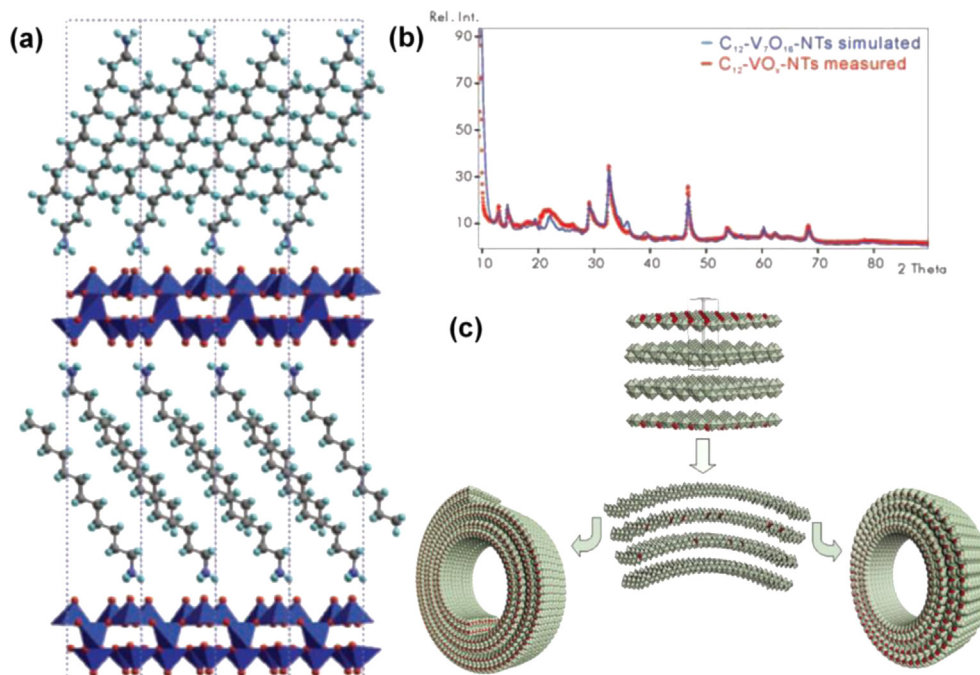 (a)
(b)
Rel. Int.
90
70
50
30
10
C₁₂-V₇O₁₆-NTs simulated
C₁₂-VOₓ-NTs measured
10 20 30 40 50 60 70 80
2 Theta
(c)